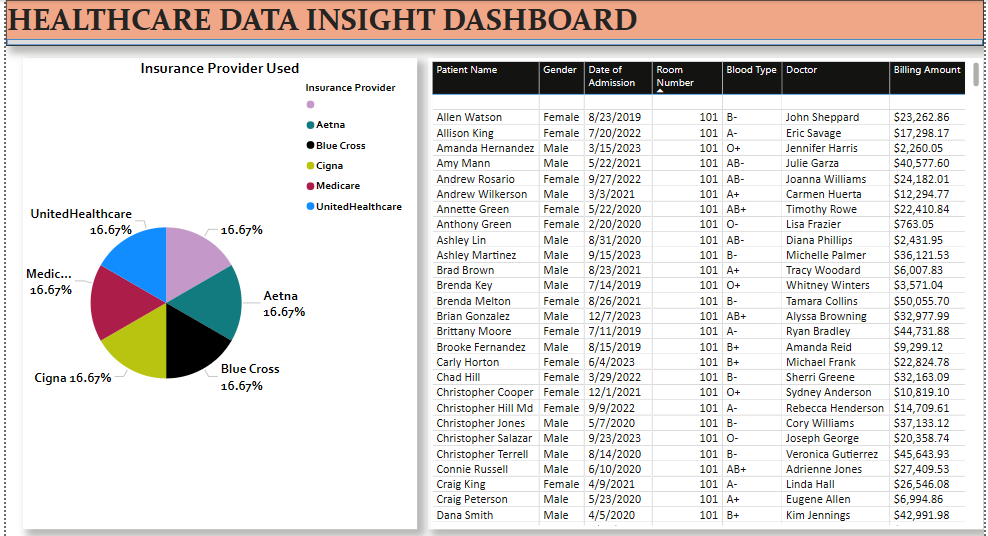 HEALTHCARE DATA INSIGHT DASHBOARD
Insurance Provider Used
Insurance Provider
Aetna
Blue Cross
Cigna
Medicare
UnitedHealthcare
UnitedHealthcare
16.67%
16.67%
Medic...
16.67%
Aetna
16.67%
Cigna 16.67%
Blue Cross
16.67%
Patient Name Gender Date of Admission Room Number Blood Type Doctor Billing Amount
Allen Watson Female 8/23/2019 101 B- John Sheppard $23,262.86
Allison King Female 7/20/2022 101 A- Eric Savage $17,298.17
Amanda Hernandez Male 3/15/2023 101 O+ Jennifer Harris $2,260.05
Amy Mann Male 5/22/2021 101 AB- Julie Garza $40,577.60
Andrew Rosario Female 9/27/2022 101 AB- Joanna Williams $24,182.01
Andrew Wilkerson Male 3/3/2021 101 A+ Carmen Huerta $12,294.77
Annette Green Female 5/22/2020 101 AB+ Timothy Rowe $22,410.84
Anthony Green Female 2/20/2020 101 O- Lisa Frazier $763.05
Ashley Lin Male 8/31/2020 101 AB- Diana Phillips $2,431.95
Ashley Martinez Male 9/15/2023 101 B- Michelle Palmer $36,121.53
Brad Brown Male 8/23/2021 101 A+ Tracy Woodard $6,007.83
Brenda Key Male 7/14/2019 101 O+ Whitney Winters $3,571.04
Brenda Melton Female 8/26/2021 101 B- Tamara Collins $50,055.70
Brian Gonzalez Male 12/7/2023 101 AB+ Alyssa Browning $32,977.99
Brittany Moore Female 7/11/2019 101 A- Ryan Bradley $44,731.88
Brooke Fernandez Male 8/15/2019 101 B+ Amanda Reid $9,299.12
Carly Horton Female 6/4/2023 101 B+ Michael Frank $22,824.78
Chad Hill Female 3/29/2022 101 B- Sherri Greene $32,163.09
Christopher Cooper Female 12/1/2021 101 O+ Sydney Anderson $10,819.10
Christopher Hill Md Female 9/9/2022 101 A- Rebecca Henderson $14,709.61
Christopher Jones Male 5/7/2020 101 B- Cory Williams $37,133.12
Christopher Salazar Male 9/23/2023 101 O- Joseph George $20,358.74
Christopher Terrell Male 8/14/2020 101 B- Veronica Gutierrez $45,643.93
Connie Russell Male 6/10/2020 101 AB+ Adrienne Jones $27,409.53
Craig King Female 4/9/2021 101 A- Linda Hall $26,546.08
Craig Peterson Male 5/23/2020 101 A+ Eugene Allen $6,994.86
Dana Smith Male 4/5/2020 101 B+ Kim Jennings $42,991.98